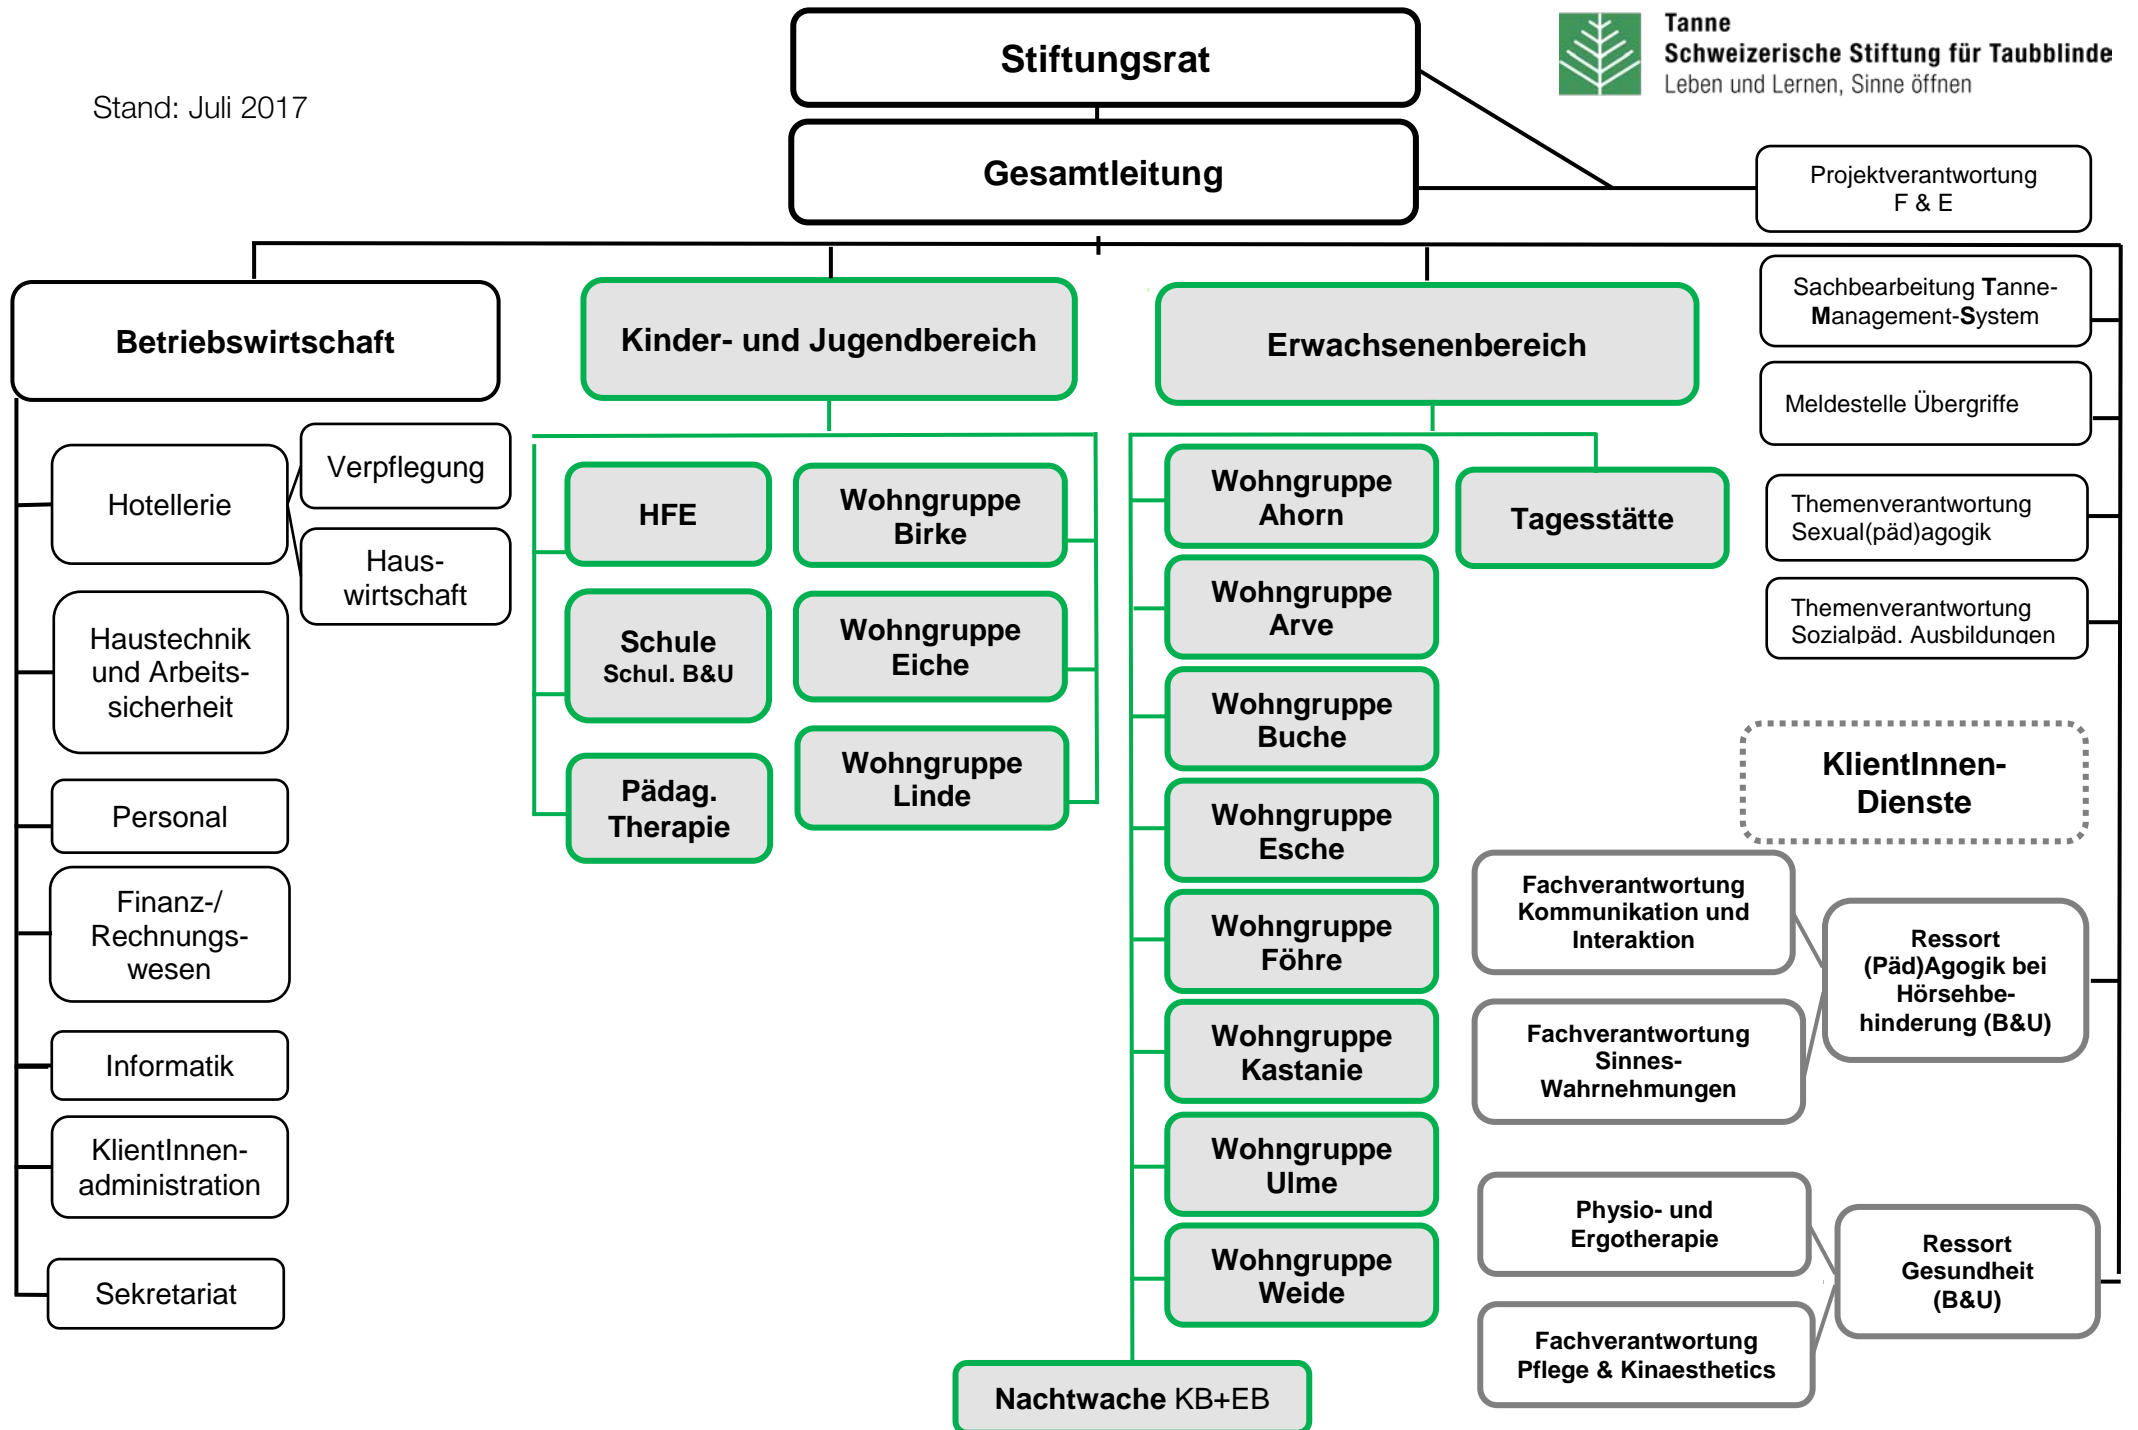 Tanne
Schweizerische Stiftung für Taubblinde
Leben und Lernen, Sinne öffnen
Stand: Juli 2017
Stiftungsrat
Gesamtleitung
Projektverantwortung
F & E
Betriebswirtschaft
Hotellerie
Verpflegung
Haus-
wirtschaft
Haustechnik
und Arbeits-
sicherheit
Personal
Finanz-/
Rechnungs-
wesen
Informatik
KlientInnen-
administration
Sekretariat
Kinder- und Jugendbereich
HFE
Schule
Schul. B&U
Pädag.
Therapie
Wohngruppe
Birke
Wohngruppe
Eiche
Wohngruppe
Linde
Erwachsenenbereich
Wohngruppe
Ahorn
Wohngruppe
Arve
Wohngruppe
Buche
Wohngruppe
Esche
Wohngruppe
Föhre
Wohngruppe
Kastanie
Wohngruppe
Ulme
Wohngruppe
Weide
Nachtwache KB+EB
Tagesstätte
Sachbearbeitung Tanne-
Management-System
Meldestelle Übergriffe
Themenverantwortung
Sexual(päd)agogik
Themenverantwortung
Sozialpäd. Ausbildungen
KlientInnen-
Dienste
Fachverantwortung
Kommunikation und
Interaktion
Fachverantwortung
Sinnes-
Wahrnehmungen
Ressort
(Päd)Agogik bei
Hörsehbe-
hinderung (B&U)
Physio- und
Ergotherapie
Fachverantwortung
Pflege & Kinaesthetics
Ressort
Gesundheit
(B&U)